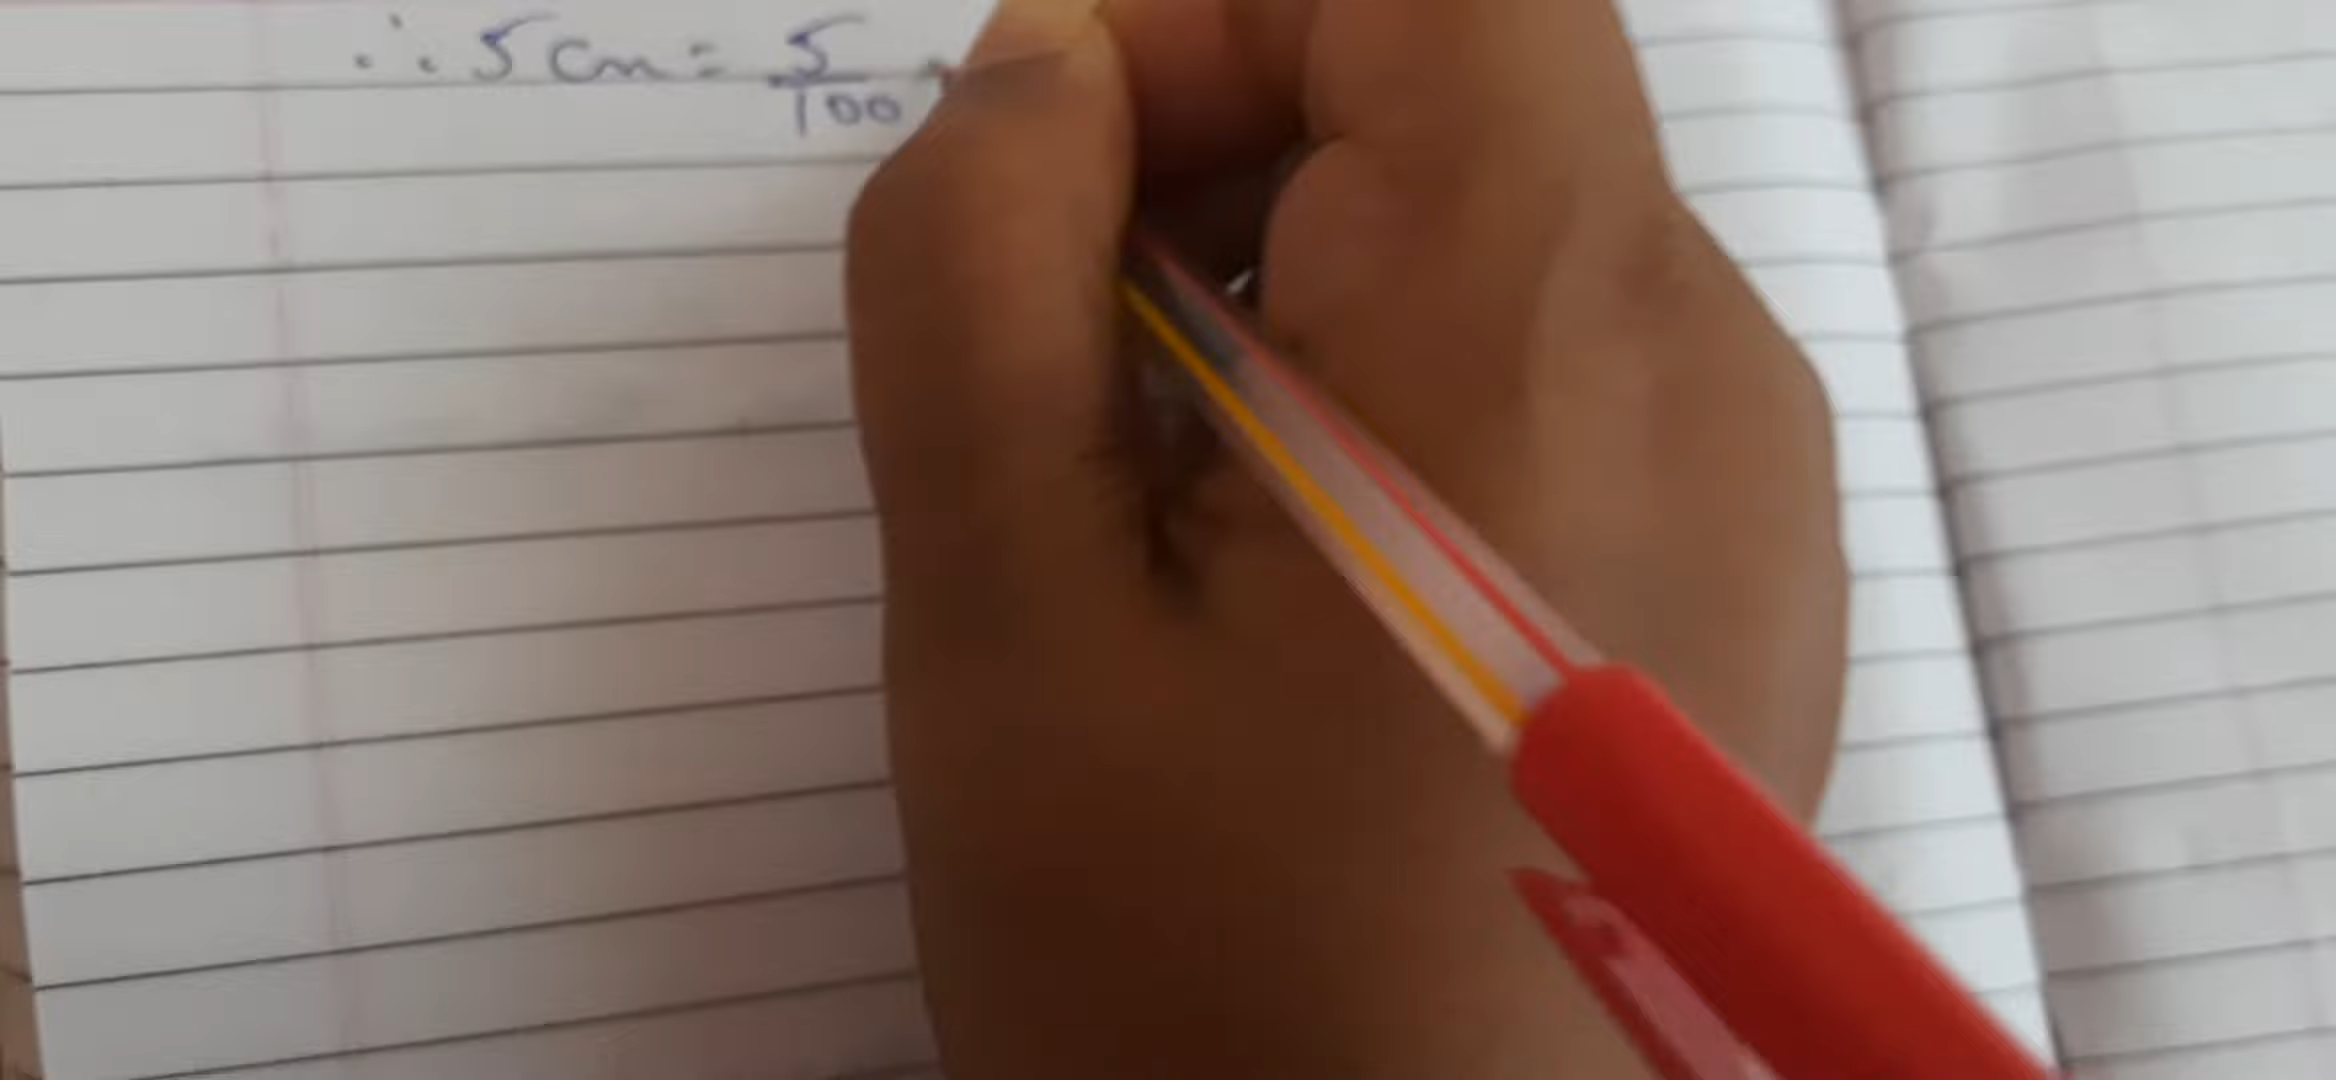 ∴ 5 cm = 5/100